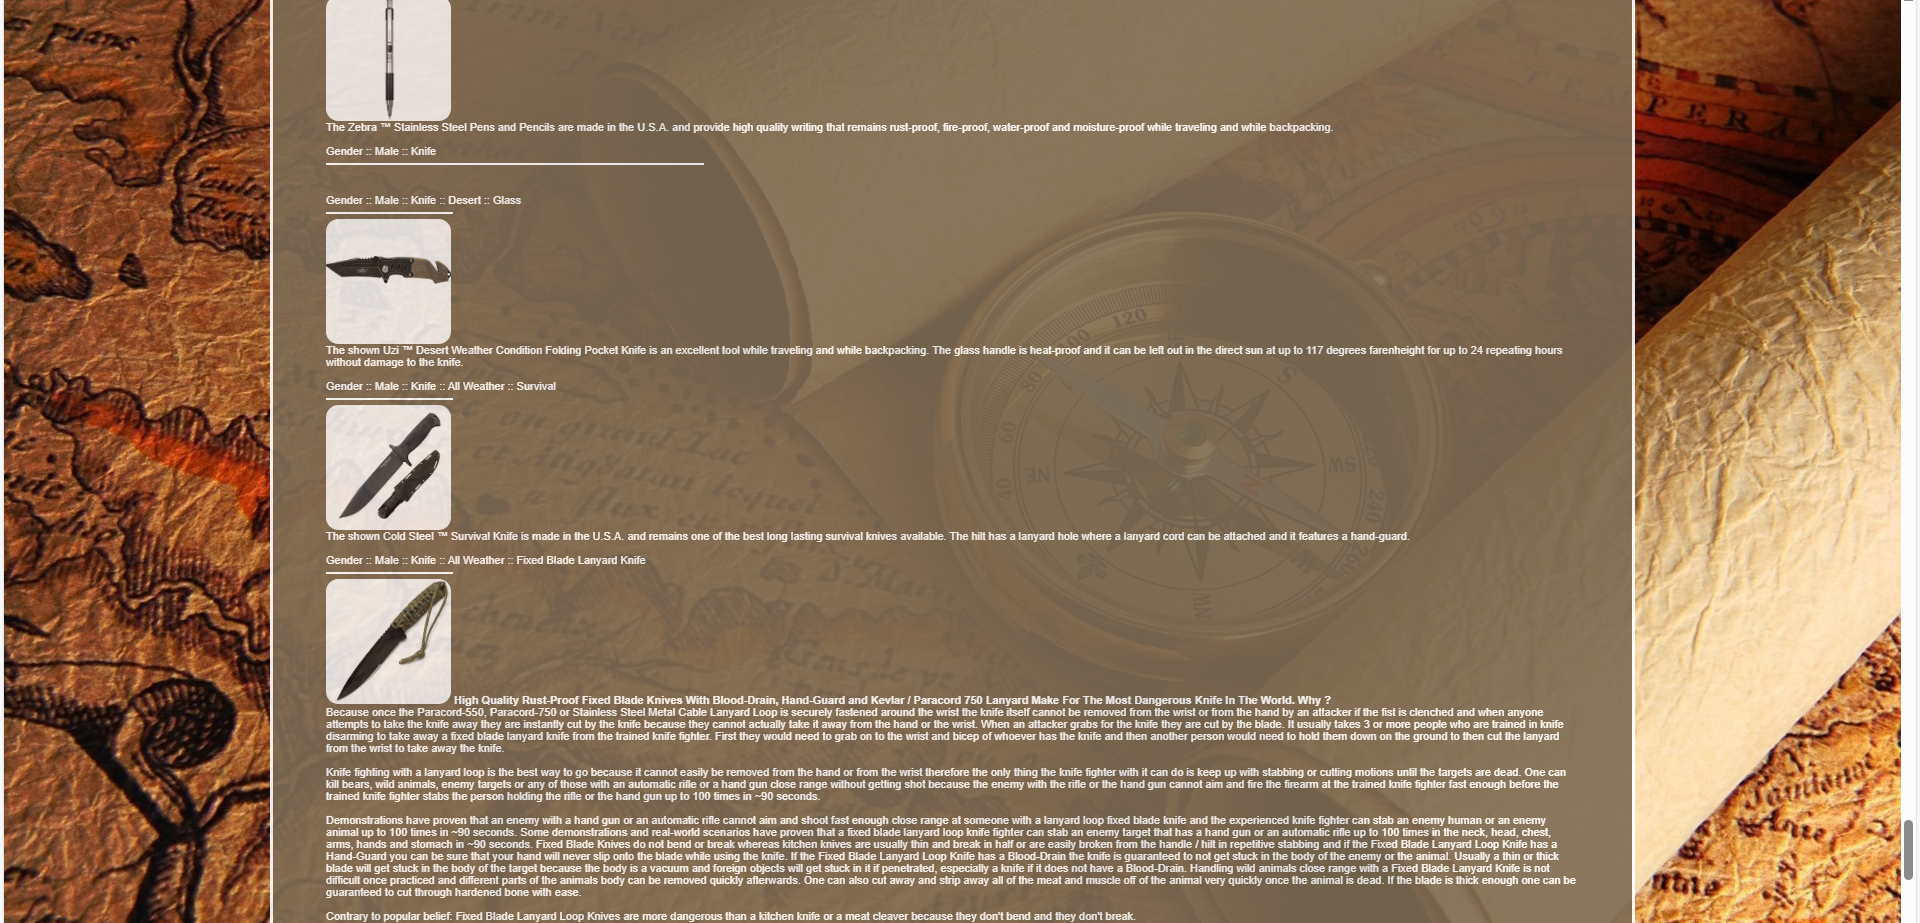 The Zebra ™ Stainless Steel Pens and Pencils are made in the U.S.A. and provide high quality writing that remains rust-proof, fire-proof, water-proof and moisture-proof while traveling and while backpacking.
Gender :: Male :: Knife
Gender :: Male :: Knife :: Desert :: Glass
The shown Uzi ™ Desert Weather Condition Folding Pocket Knife is an excellent tool while traveling and while backpacking. The glass handle is heat-proof and it can be left out in the direct sun at up to 117 degrees farenheight for up to 24 repeating hours
without damage to the knife.
Gender :: Male :: Knife :: All Weather :: Survival
The shown Cold Steel ™ Survival Knife is made in the U.S.A. and remains one of the best long lasting survival knives available. The hilt has a lanyard hole where a lanyard cord can be attached and it features a hand-guard.
Gender :: Male :: Knife :: All Weather :: Fixed Blade Lanyard Knife
High Quality Rust-Proof Fixed Blade Knives With Blood-Drain, Hand-Guard and Kevlar / Paracord 750 Lanyard Make For The Most Dangerous Knife In The World. Why ?
Because once the Paracord-550, Paracord-750 or Stainless Steel Metal Cable Lanyard Loop is securely fastened around the wrist the knife itself cannot be removed from the wrist or from the hand by an attacker if the fist is clenched and when anyone
attempts to take the knife away they are instantly cut by the knife because they cannot actually take it away from the hand or the wrist. When an attacker grabs for the knife they are cut by the blade. It usually takes 3 or more people who are trained in knife
disarming to take away a fixed blade lanyard knife from the trained knife fighter. First they would need to grab on to the wrist and bicep of whoever has the knife and then another person would need to hold them down on the ground to then cut the lanyard
from the wrist to take away the knife.
Knife fighting with a lanyard loop is the best way to go because it cannot easily be removed from the hand or from the wrist therefore the only thing the knife fighter with it can do is keep up with stabbing or cutting motions until the targets are dead. One can
kill bears, wild animals, enemy targets or any of those with an automatic rifle or a hand gun close range without getting shot because the enemy with the rifle or the hand gun cannot aim and fire the firearm at the trained knife fighter fast enough before the
trained knife fighter stabs the person holding the rifle or the hand gun up to 100 times in ~90 seconds.
Demonstrations have proven that an enemy with a hand gun or an automatic rifle cannot aim and shoot fast enough close range at someone with a lanyard loop fixed blade knife and the experienced knife fighter can stab an enemy human or an enemy
animal up to 100 times in ~90 seconds. Some demonstrations and real-world scenarios have proven that a fixed blade lanyard loop knife fighter can stab an enemy target that has a hand gun or an automatic rifle up to 100 times in the neck, head, chest,
arms, hands and stomach in ~90 seconds. Fixed Blade Knives do not bend or break whereas kitchen knives are usually thin and break in half or are easily broken from the handle / hilt in repetitive stabbing and if the Fixed Blade Lanyard Loop Knife has a
Hand-Guard you can be sure that your hand will never slip onto the blade while using the knife. If the Fixed Blade Lanyard Loop Knife has a Blood-Drain the knife is guaranteed to not get stuck in the body of the enemy or the animal. Usually a thin or thick
blade will get stuck in the body of the target because the body is a vacuum and foreign objects will get stuck in it if penetrated, especially a knife if it does not have a Blood-Drain. Handling wild animals close range with a Fixed Blade Lanyard Knife is not
difficult once practiced and different parts of the animals body can be removed quickly afterwards. One can also cut away and strip away all of the meat and muscle off of the animal very quickly once the animal is dead. If the blade is thick enough one can be
guaranteed to cut through hardened bone with ease.
Contrary to popular belief: Fixed Blade Lanyard Loop Knives are more dangerous than a kitchen knife or a meat cleaver because they don't bend and they don't break.